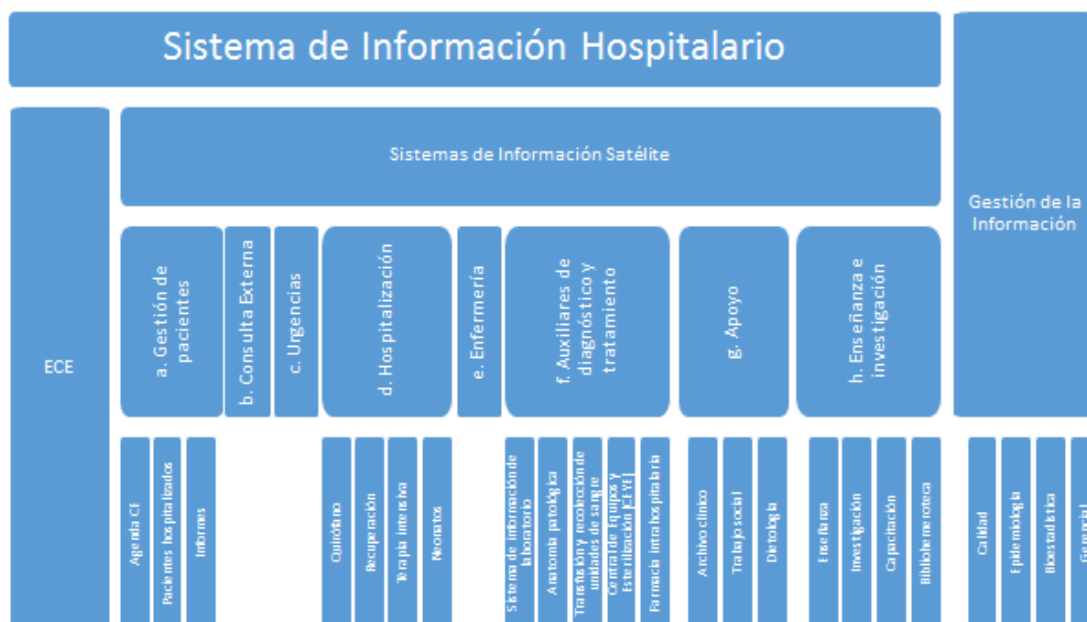 Sistema de Información Hospitalario
Sistemas de Información Satélite
Gestión de la
Información
ECE
a. Gestión de
pacientes
b. Consulta Externa
c. Urgencias
d. Hospitalización
e. Enfermería
f. Auxiliares de
diagnóstico y
tratamiento
g. Apoyo
h. Enseñanza e
investigación
Agenda CE
Pacientes hospitalizados
Informes
Quirófano
Recuperación
Terapia intensiva
Neonatos
Sistema de información de
laboratorio
Anatomía patológica
Transfusión y recolección de
unidades de sangre
Central de Equipos y
Esterilización (CEYE)
Farmacia intrahospitalaria
Archivo clínico
Trabajo social
Dietología
Enseñanza
Investigación
Capacitación
Bibliohemeroteca
Calidad
Epidemiología
Bioestadística
Gerencial